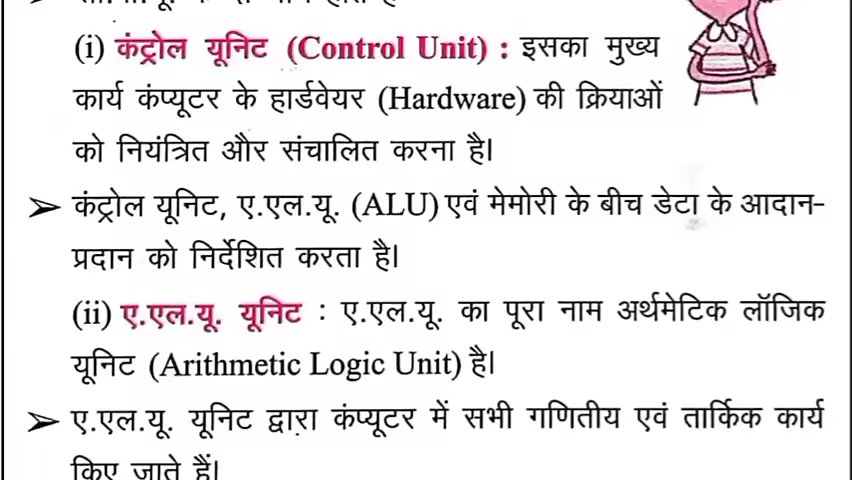 (i) कंट्रोल यूनिट (Control Unit) : इसका मुख्य
कार्य कंप्यूटर के हार्डवेयर (Hardware) की क्रियाओं
को नियंत्रित और संचालित करना है।
➢ कंट्रोल यूनिट, ए.एल.यू. (ALU) एवं मेमोरी के बीच डेटा के आदान-
प्रदान को निर्देशित करता है।
(ii) ए.एल.यू. यूनिट : ए.एल.यू. का पूरा नाम अर्थमेटिक लॉजिक
यूनिट (Arithmetic Logic Unit) है।
➢ ए.एल.यू. यूनिट द्वारा कंप्यूटर में सभी गणितीय एवं तार्किक कार्य
किए जाते हैं।